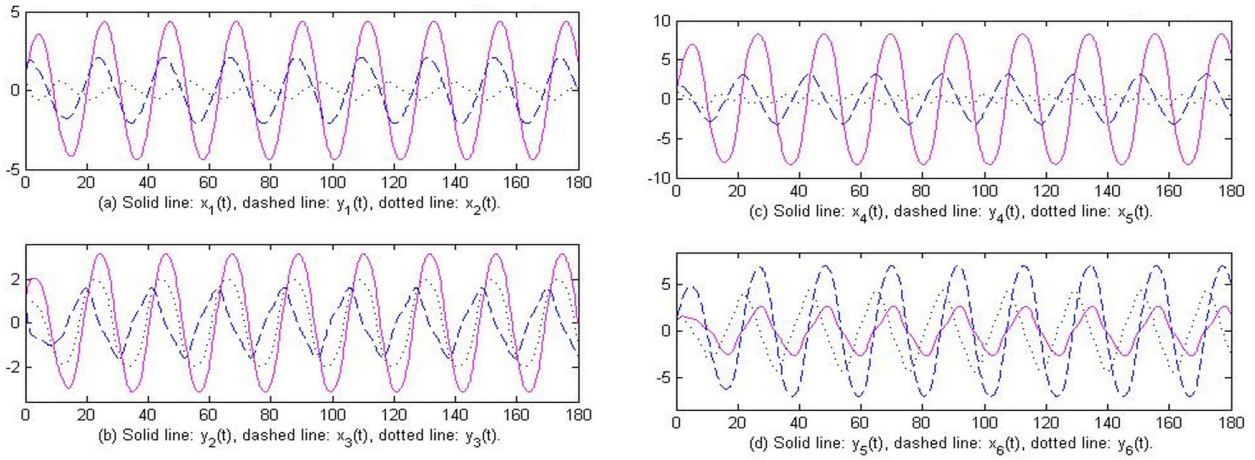 5
0
-5
0 20 40 60 80 100 120 140 160 180
(a) Solid line: x1(t), dashed line: y1(t), dotted line: x2(t).
2
0
-2
0 20 40 60 80 100 120 140 160 180
(b) Solid line: y2(t), dashed line: x3(t), dotted line: y3(t).
10
5
0
-5
-10
0 20 40 60 80 100 120 140 160 180
(c) Solid line: x4(t), dashed line: y4(t), dotted line: x5(t).
5
0
-5
0 20 40 60 80 100 120 140 160 180
(d) Solid line: y5(t), dashed line: x6(t), dotted line: y6(t).